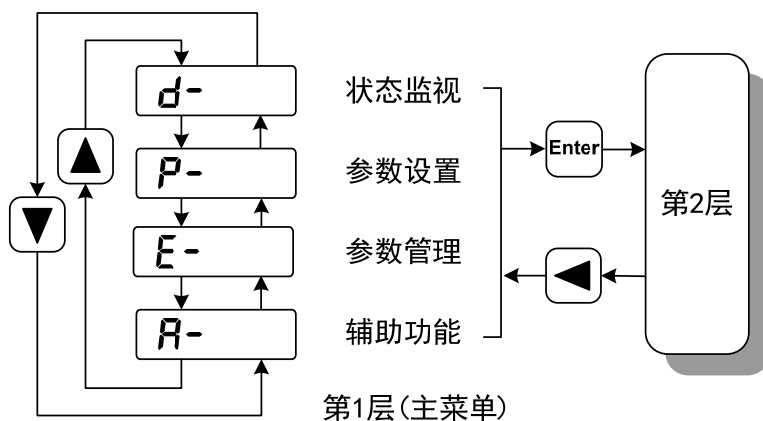 d- 状态监视
Enter
P- 参数设置
第2层
E- 参数管理
A- 辅助功能
第1层(主菜单)